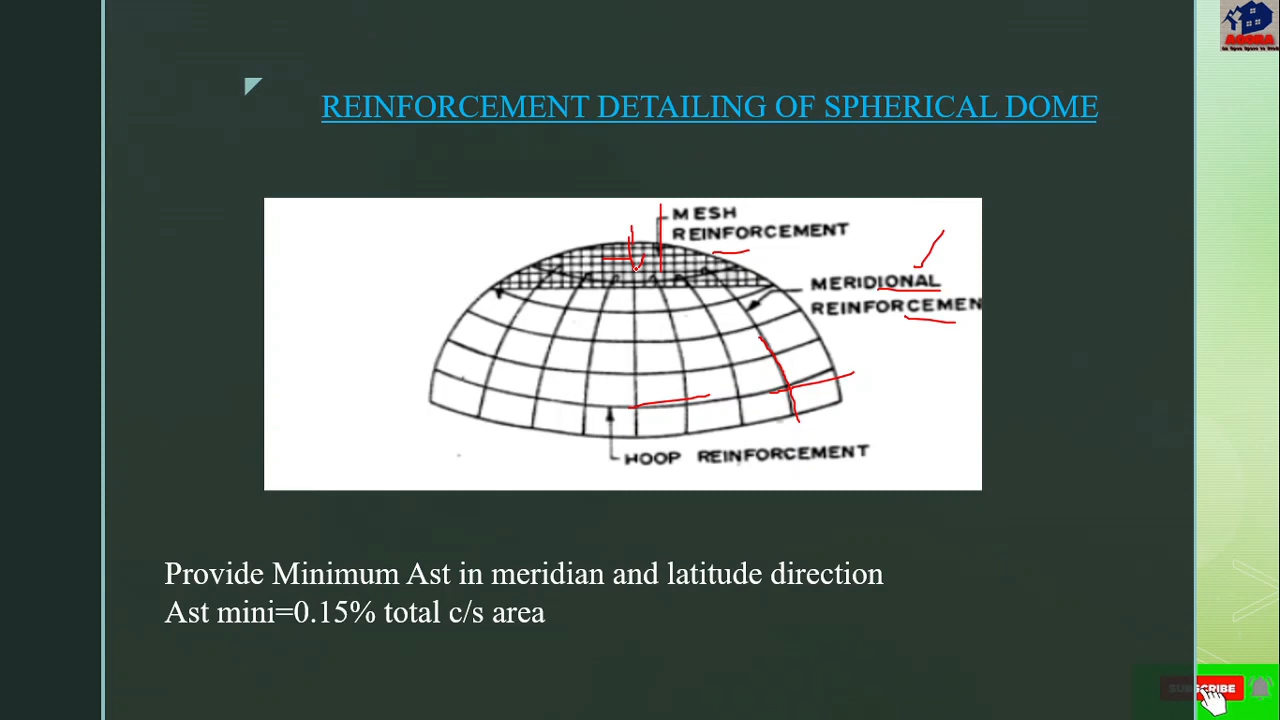 REINFORCEMENT DETAILING OF SPHERICAL DOME
MESH
REINFORCEMENT
MERIDIONAL
REINFORCEMEN
HOOP REINFORCEMENT
Provide Minimum Ast in meridian and latitude direction
Ast mini=0.15% total c/s area